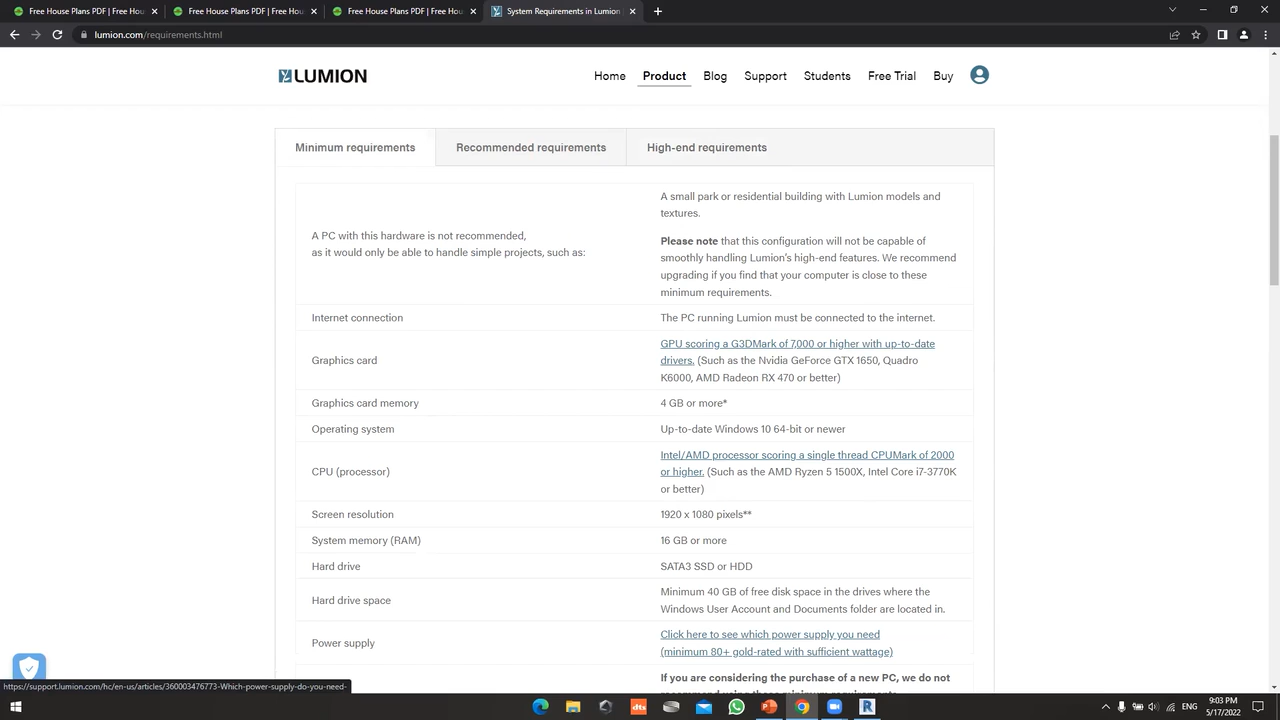 Free House Plans PDF | Free Hou
House Plans PDF | Free House
House Plans PDF | Free House
System Requirements in Lumion
lumion.com/requirements.html
LUMION
Home
Product
Blog
Support
Students
Free Trial
Buy
Minimum requirements
Recommended requirements
High-end requirements
A PC with this hardware is not recommended,
as it would only be able to handle simple projects, such as:
A small park or residential building with Lumion models and
textures.
Please note that this configuration will not be capable of
smoothly handling Lumion's high-end features. We recommend
upgrading if you find that your computer is close to these
minimum requirements.
Internet connection
The PC running Lumion must be connected to the internet.
Graphics card
GPU scoring a G3DMark of 7,000 or higher with up-to-date
drivers. (Such as the Nvidia GeForce GTX 1650, Quadro
K6000, AMD Radeon RX 470 or better)
Graphics card memory
4 GB or more*
Operating system
Up-to-date Windows 10 64-bit or newer
CPU (processor)
Intel/AMD processor scoring a single thread CPUMark of 2000
or higher. (Such as the AMD Ryzen 5 1500X, Intel Core i7-3770K
or better)
Screen resolution
1920 x 1080 pixels**
System memory (RAM)
16 GB or more
Hard drive
SATA3 SSD or HDD
Hard drive space
Minimum 40 GB of free disk space in the drives where the
Windows User Account and Documents folder are located in.
Power supply
Click here to see which power supply you need
(minimum 80+ gold-rated with sufficient wattage)
If you are considering the purchase of a new PC, we do not
https://support.lumion.com/hc/en-us/articles/360003476773-Which-power-supply-do-you-need-
dts
ENG
9:03 PM
5/17/2022